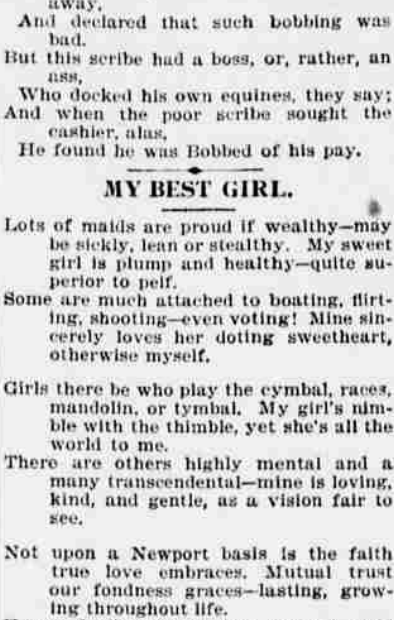 away,
And declared that such bobbing was
bad.
But this scribe had a boss, or, rather, an
ass,
Who docked his own equines, they say;
And when the poor scribe sought the
cashier, alas,
He found he was Bobbed of his pay.
MY BEST GIRL.
Lots of maids are proud if wealthy—may
be sickly, lean or stealthy. My sweet
girl is plump and healthy—quite su-
perior to pelf.
Some are much attached to boating, flirt-
ing, shooting—even voting! Mine sin-
cerely loves her doting sweetheart,
otherwise myself.
Girls there be who play the cymbal, races,
mandolin, or tymbal. My girl's nim-
ble with the thimble, yet she's all the
world to me.
There are others highly mental and a
many transcendental—mine is loving,
kind, and gentle, as a vision fair to
see.
Not upon a Newport basis is the faith
true love embraces. Mutual trust
our fondness graces—lasting, grow-
ing throughout life.